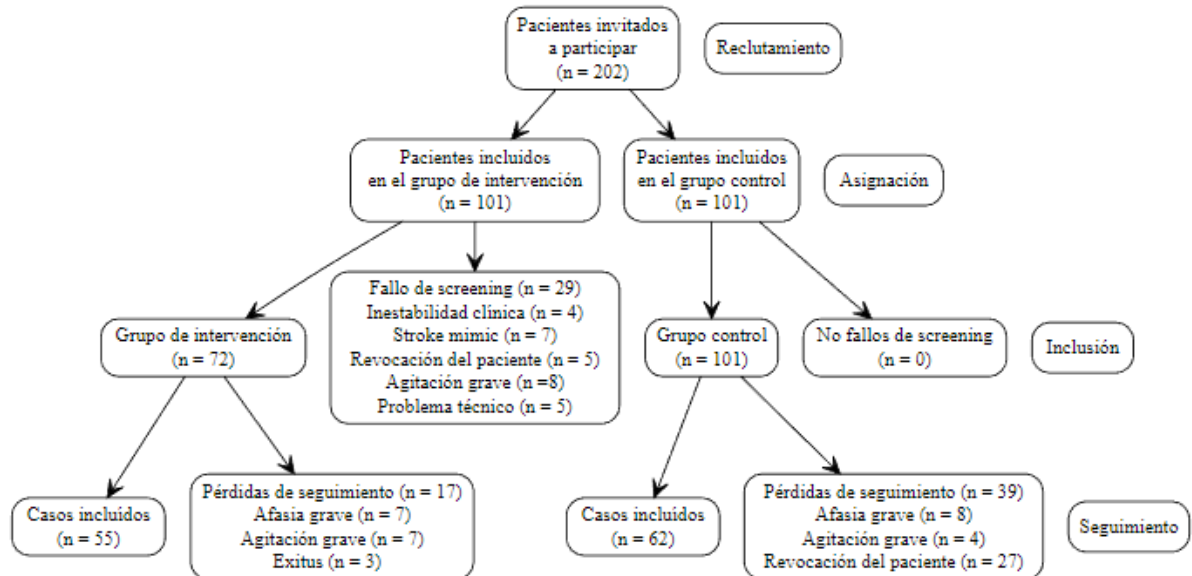 Pacientes invitados
a participar
(n = 202)
Reclutamiento
Pacientes incluidos
en el grupo de intervención
(n = 101)
Pacientes incluidos
en el grupo control
(n = 101)
Asignación
Fallo de screening (n = 29)
Inestabilidad clínica (n = 4)
Stroke mimic (n = 7)
Revocación del paciente (n = 5)
Agitación grave (n =8)
Problema técnico (n = 5)
Grupo de intervención
(n = 72)
Grupo control
(n = 101)
No fallos de screening
(n = 0)
Inclusión
Casos incluídos
(n = 55)
Pérdidas de seguimiento (n = 17)
Afasia grave (n = 7)
Agitación grave (n = 7)
Exitus (n = 3)
Casos incluídos
(n = 62)
Pérdidas de seguimiento (n = 39)
Afasia grave (n = 8)
Agitación grave (n = 4)
Revocación del paciente (n = 27)
Seguimiento